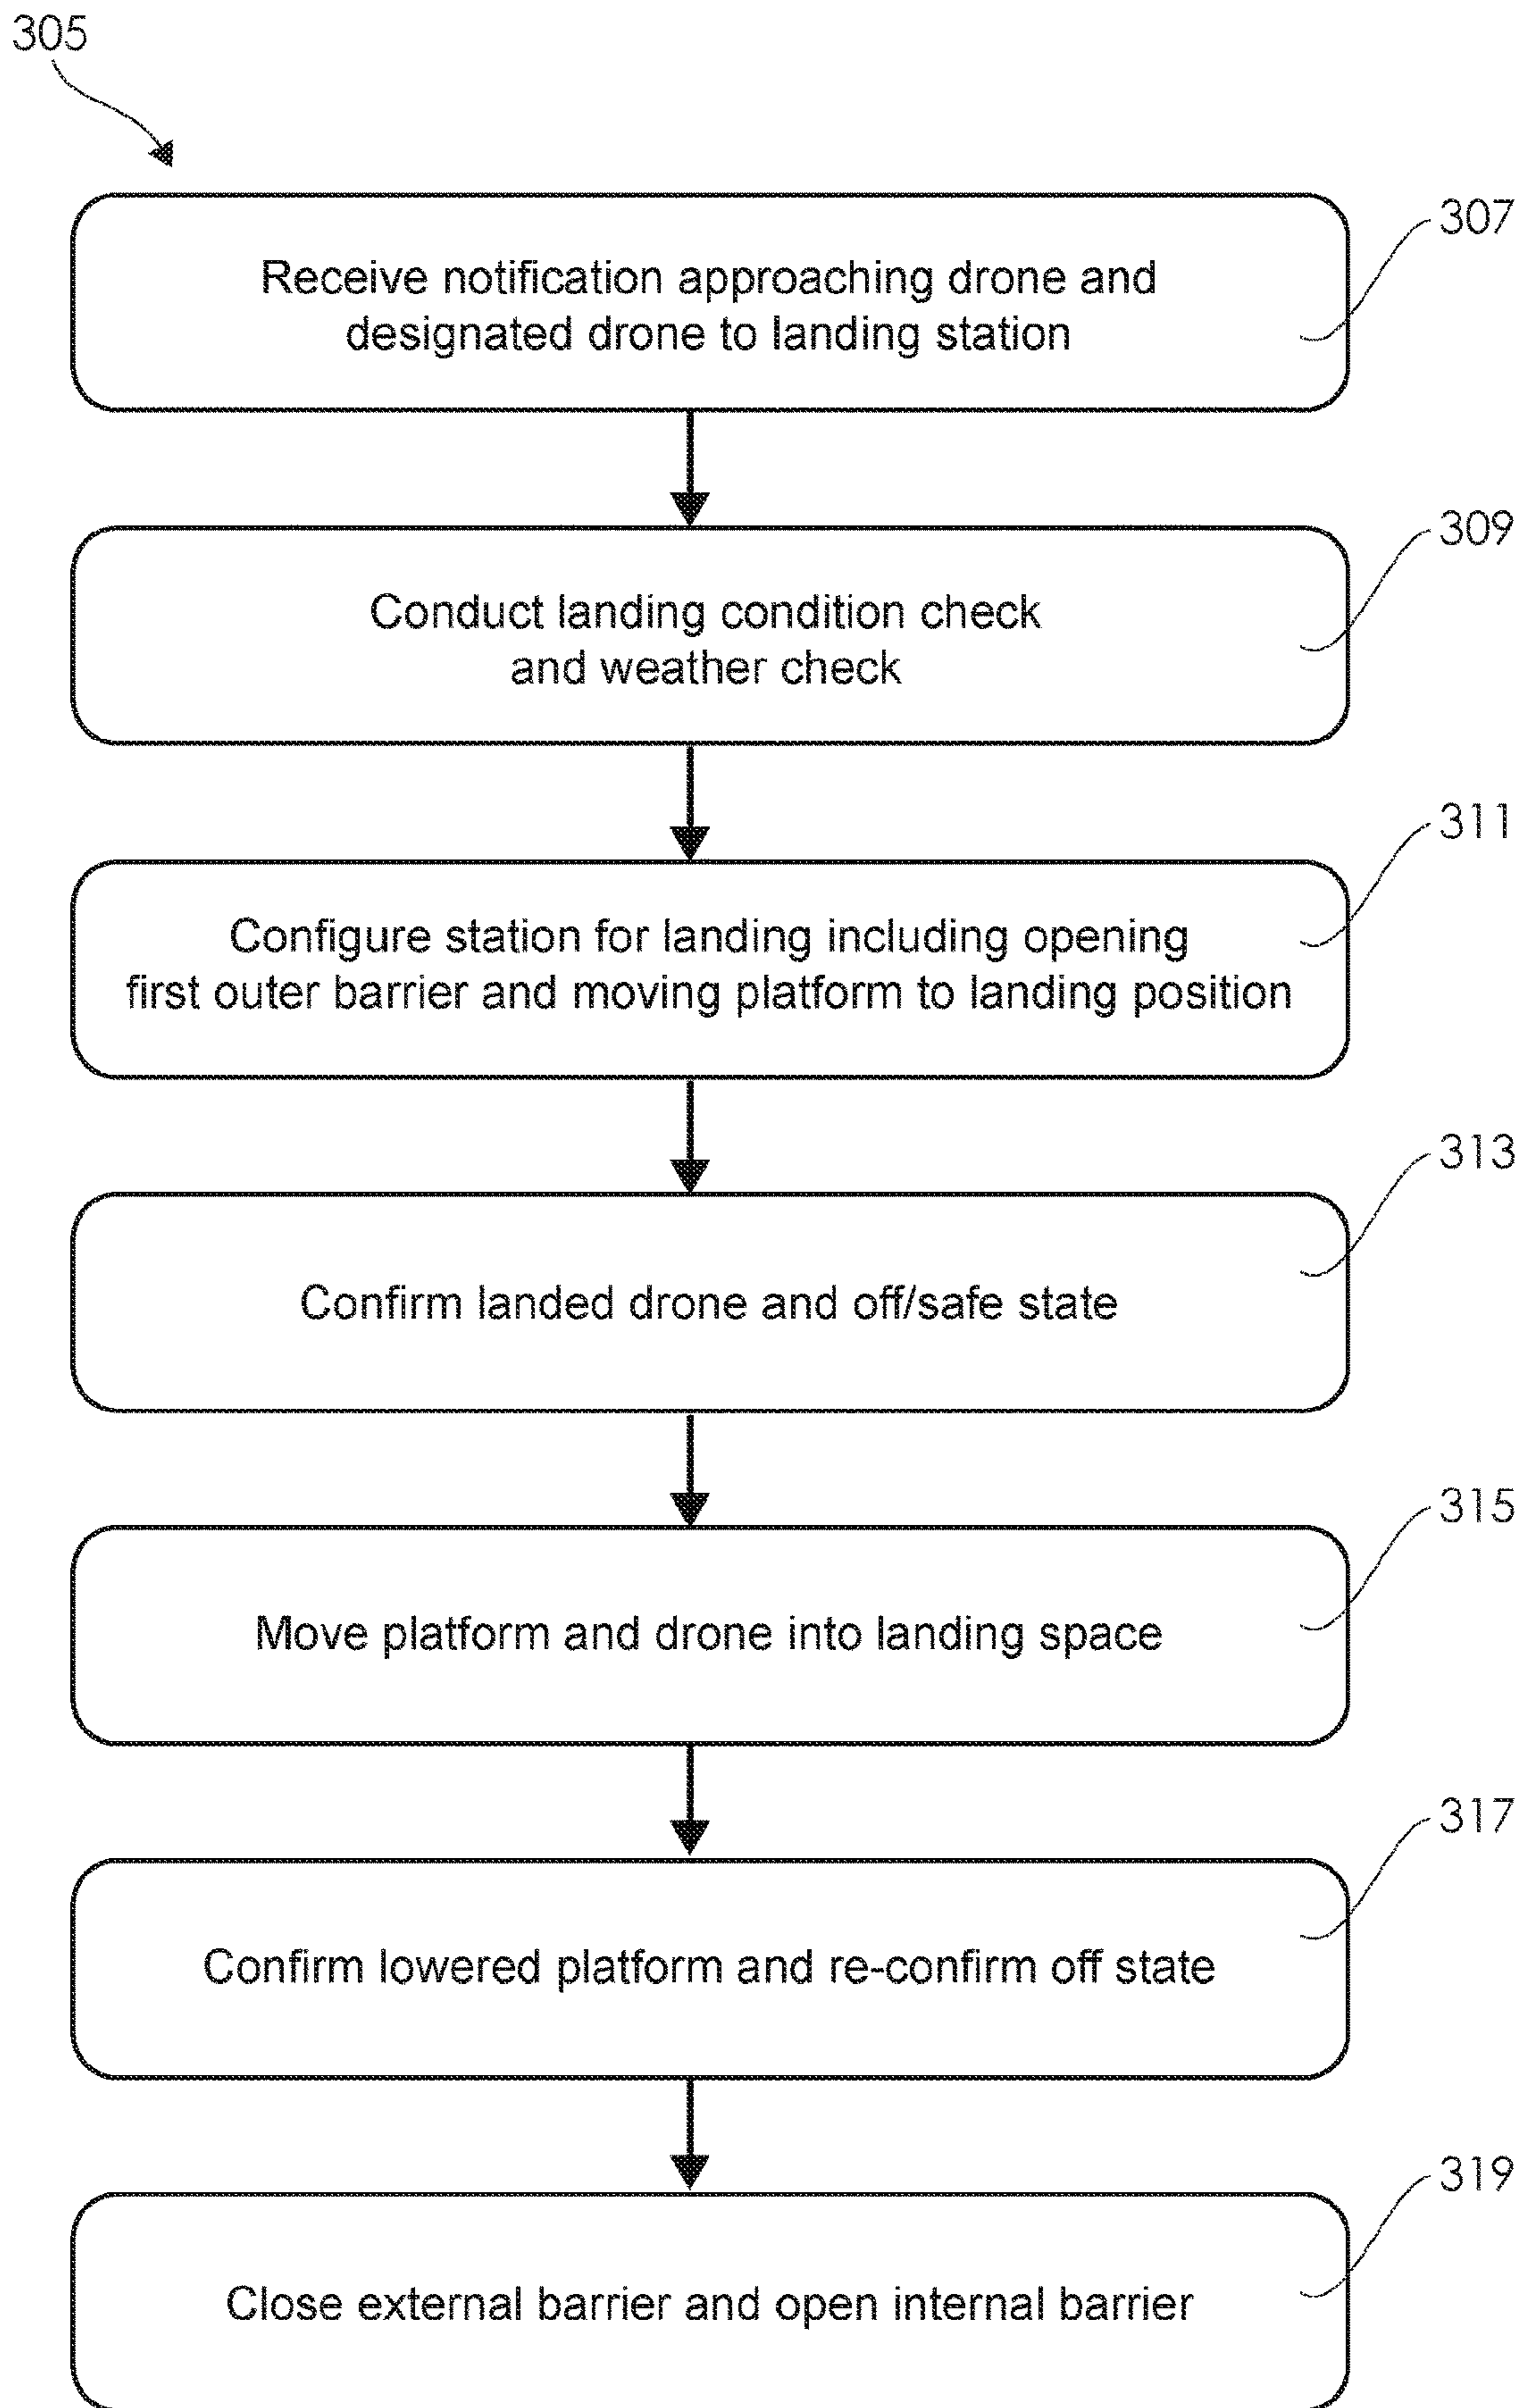 305
307
Receive notification approaching drone and
designated drone to landing station
309
Conduct landing condition check
and weather check
311
Configure station for landing including opening
first outer barrier and moving platform to landing position
313
Confirm landed drone and off/safe state
315
Move platform and drone into landing space
317
Confirm lowered platform and re-confirm off state
319
Close external barrier and open internal barrier